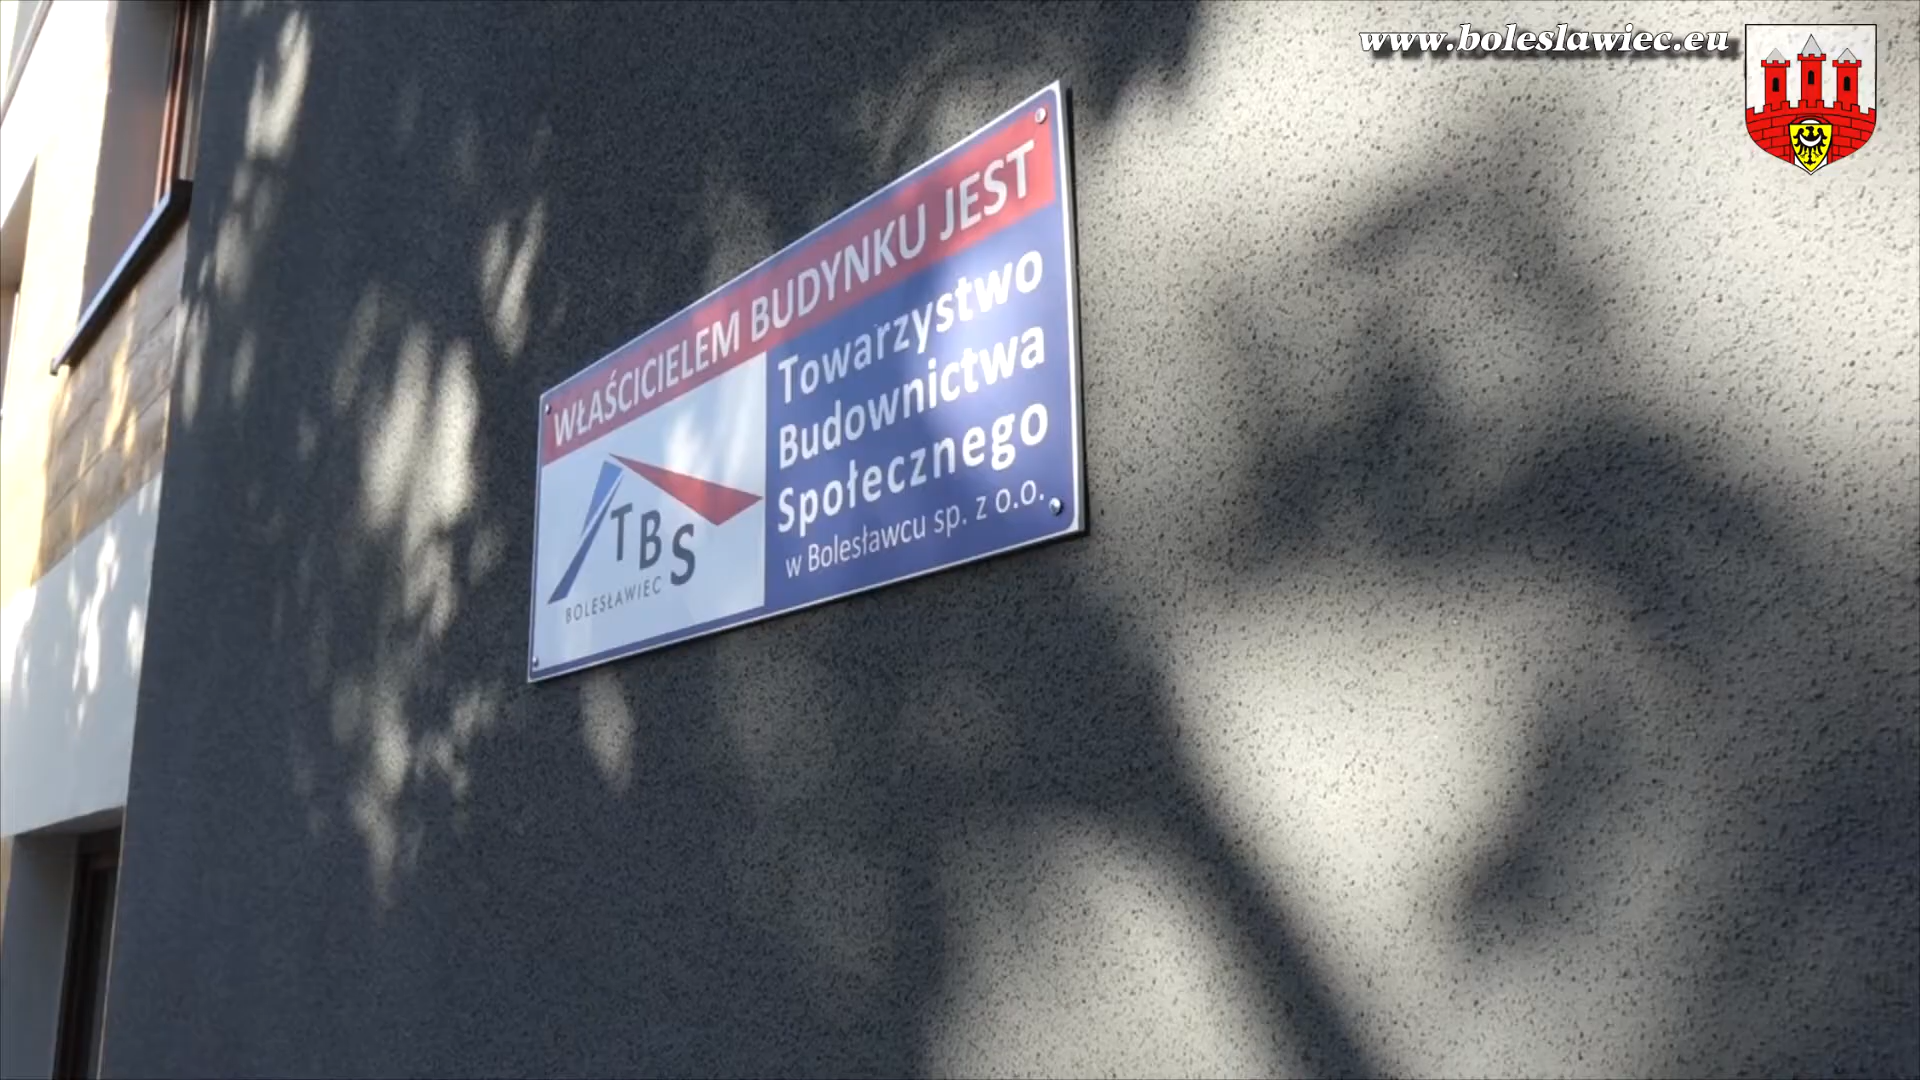 www.boleslawiec.eu
WŁAŚCICIELEM BUDYNKU JEST
TBS
BOLESŁAWIEC
Towarzystwo
Budownictwa
Społecznego
w Bolesławcu sp. z o.o.